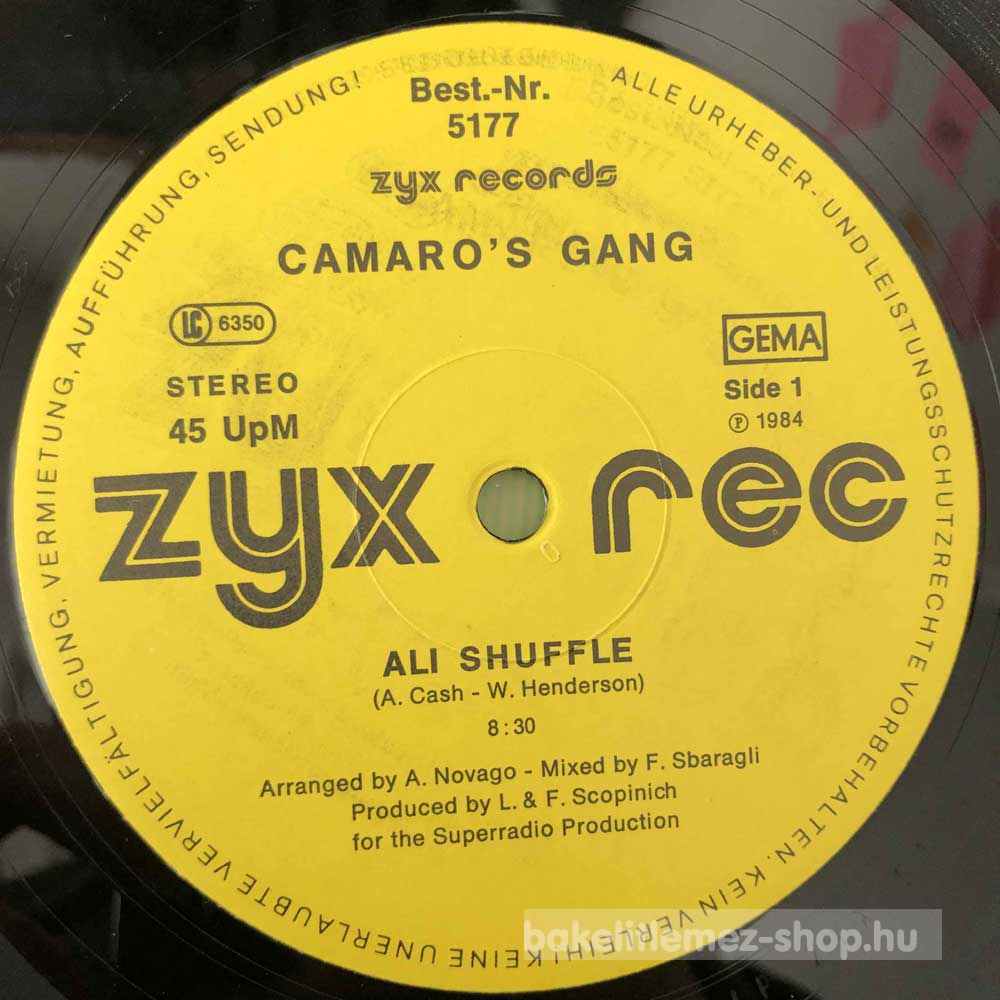 ALLE URHEBER- UND LEISTUNGSSCHUTZRECHTE VORBEHALTEN. KEIN VERLEIH! KEINE UNERLAUBTE VERVIELFÄLTIGUNG, VERMIETUNG, AUFFÜHRUNG, SENDUNG!
Best.-Nr.
5177
zyx records
CAMARO'S GANG
LC 6350
GEMA
STEREO
Side 1
45 UpM
℗ 1984
zyx rec
ALI SHUFFLE
(A. Cash - W. Henderson)
8:30
Arranged by A. Novago - Mixed by F. Sbaragli
Produced by L. & F. Scopinich
for the Superradio Production
bakelitlemez-shop.hu